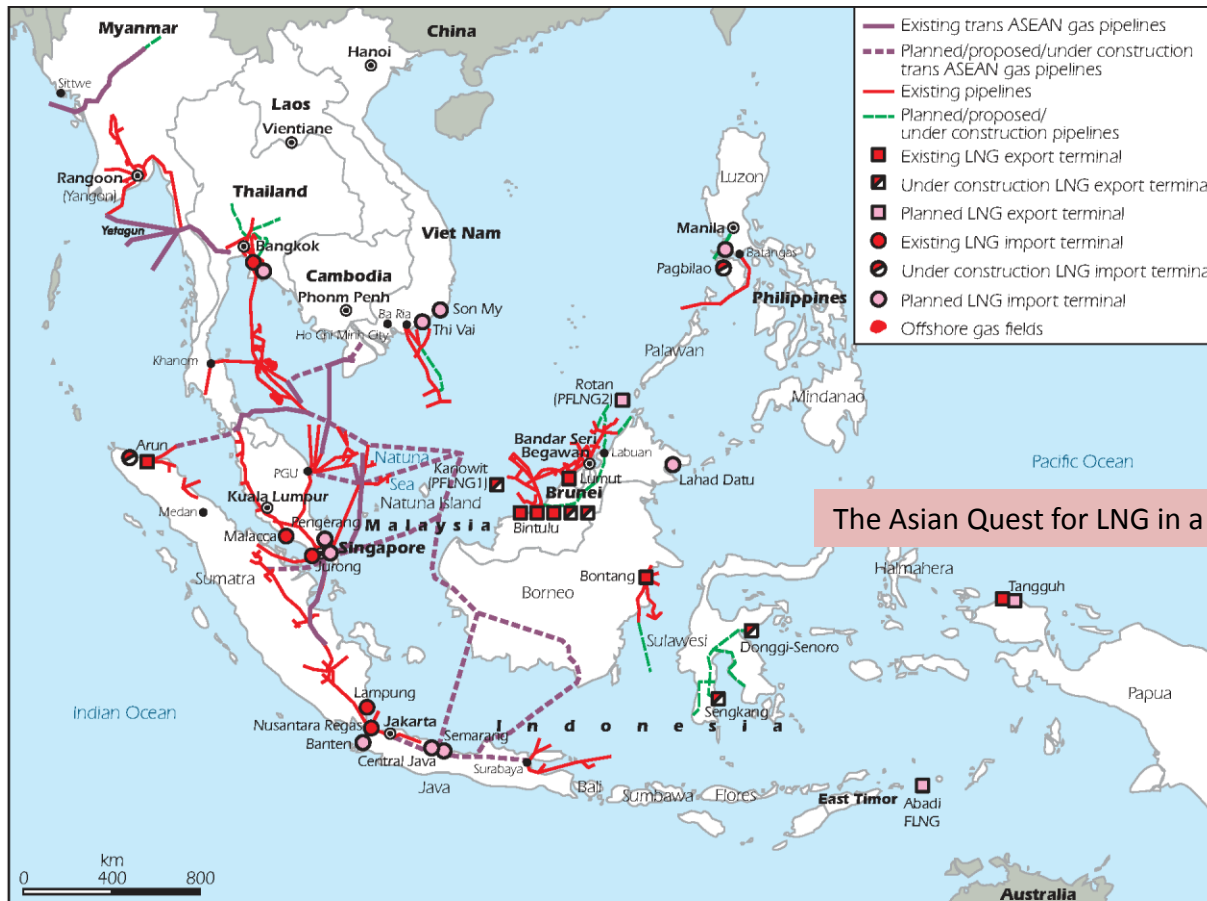 Myanmar
China
Hanoi
Sittwe
Laos
Vientiane
Rangoon
(Yangon)
Thailand
Yetagun
Bangkok
Viet Nam
Cambodia
Phonm Penh
Ba Ria
Son My
Ho Chi Minh City
Thi Vai
Khanom
Luzon
Manila
Batangas
Pagbilao
Philippines
Palawan
Mindanao
Rotan
(PFLNG2)
Bandar Seri
Begawan
Labuan
Lumut
Brunei
Lahad Datu
Kanowit
(PFLNG1)
Bintulu
Natuna
Sea
Natuna Island
Arun
PGU
Medan
Kuala Lumpur
Pengerang
Malaysia
Malacca
Singapore
Jurong
Sumatra
Pacific Ocean
The Asian Quest for LNG in a
Bontang
Borneo
Halmahera
Tangguh
Sulawesi
Donggi-Senoro
Sengkang
Papua
Indian Ocean
Lampung
Nusantara Regas
Jakarta
Semarang
Indonesia
Banten
Central Java
Surabaya
Java
Bali
Sumbawa
Flores
East Timor
Abadi
FLNG
Australia
km
0 400 800
Existing trans ASEAN gas pipelines
Planned/proposed/under construction
trans ASEAN gas pipelines
Existing pipelines
Planned/proposed/
under construction pipelines
Existing LNG export terminal
Under construction LNG export terminal
Planned LNG export terminal
Existing LNG import terminal
Under construction LNG import terminal
Planned LNG import terminal
Offshore gas fields